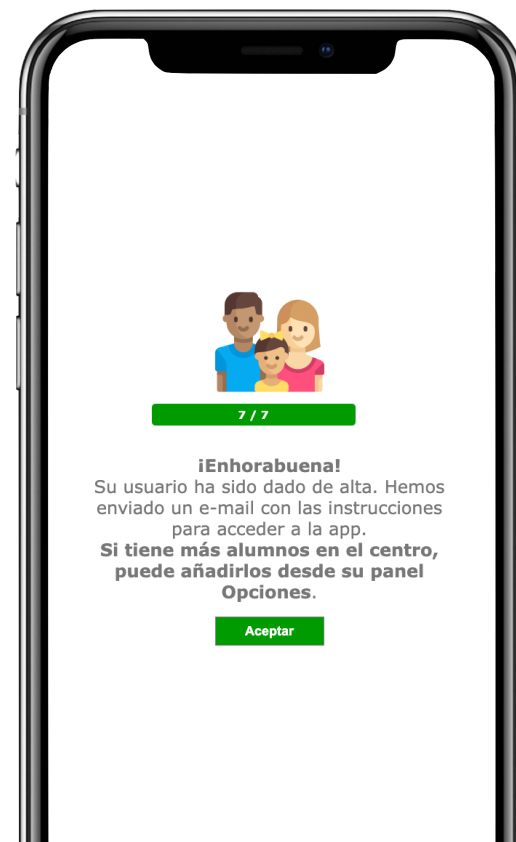 7 / 7
¡Enhorabuena!
Su usuario ha sido dado de alta. Hemos
enviado un e-mail con las instrucciones
para acceder a la app.
Si tiene más alumnos en el centro,
puede añadirlos desde su panel
Opciones.
Aceptar